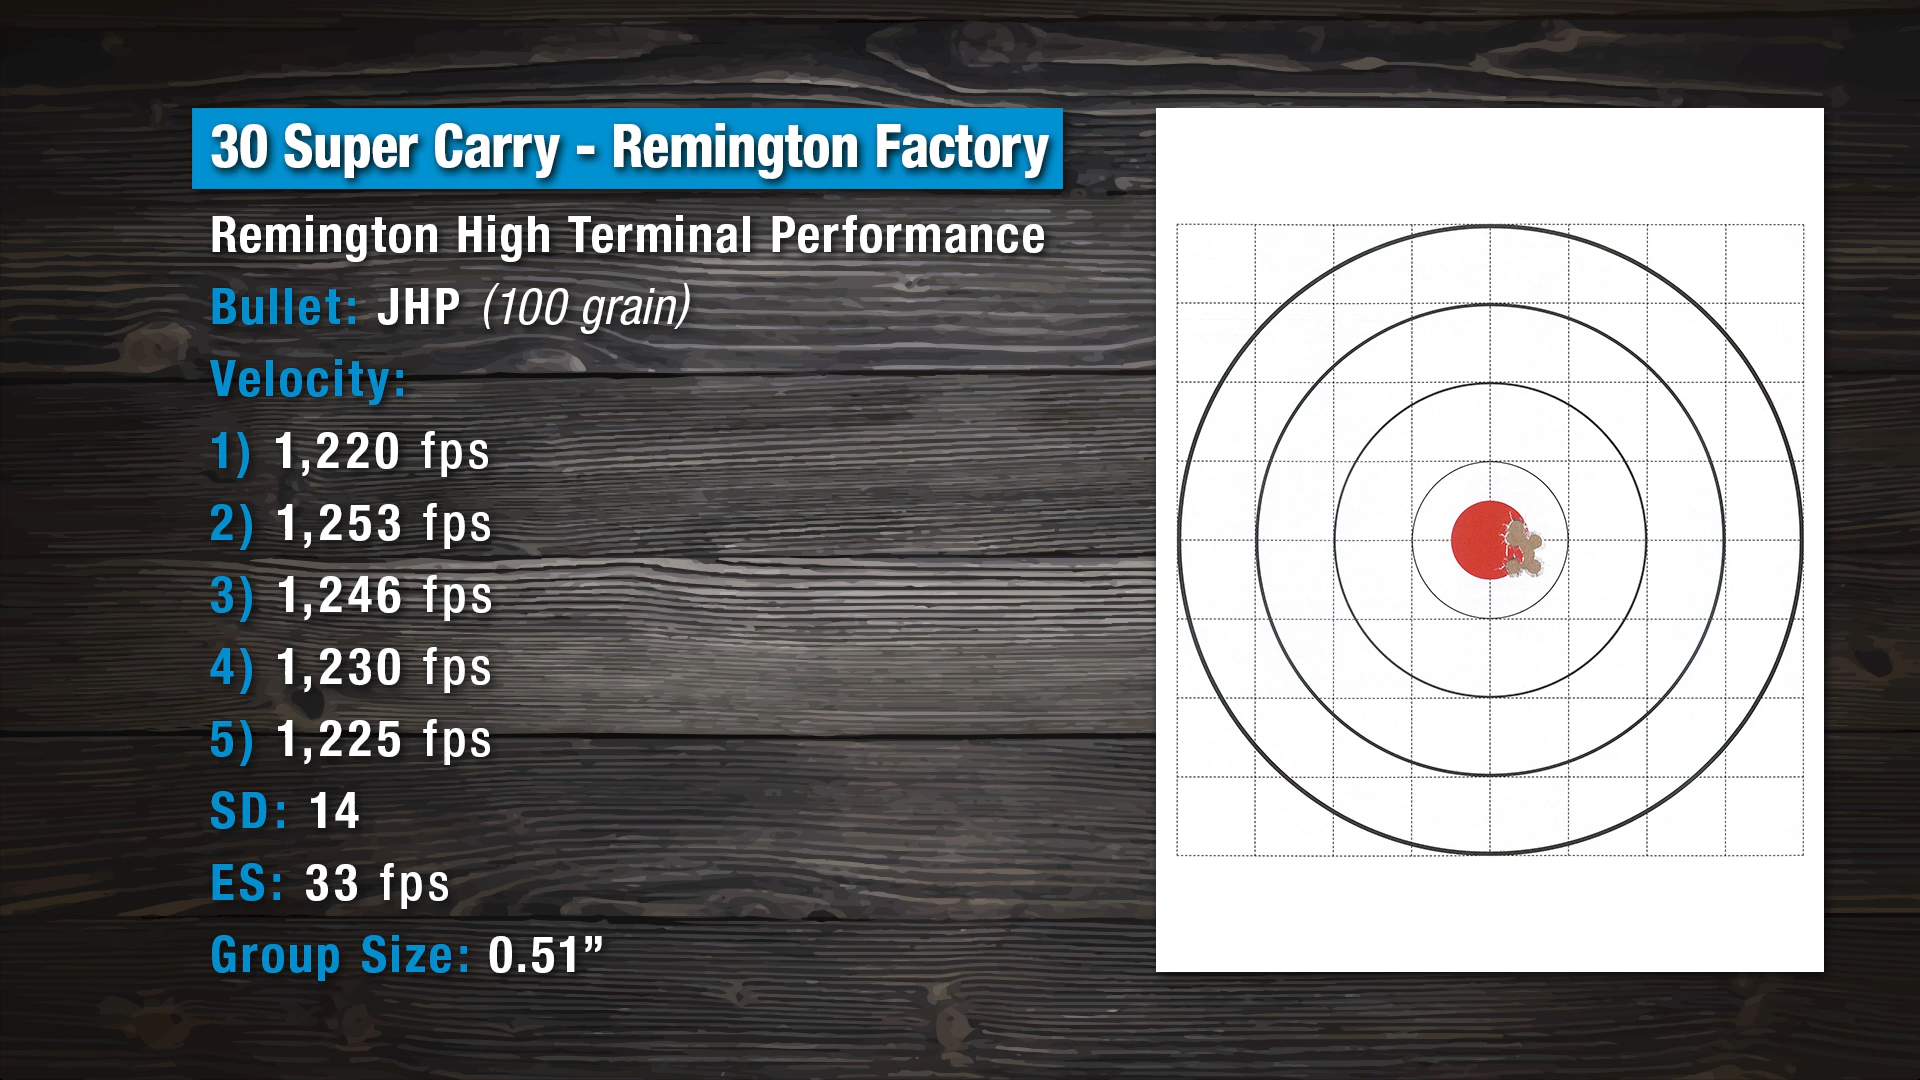 30 Super Carry - Remington Factory
Remington High Terminal Performance
Bullet: JHP (100 grain)
Velocity:
1) 1,220 fps
2) 1,253 fps
3) 1,246 fps
4) 1,230 fps
5) 1,225 fps
SD: 14
ES: 33 fps
Group Size: 0.51”